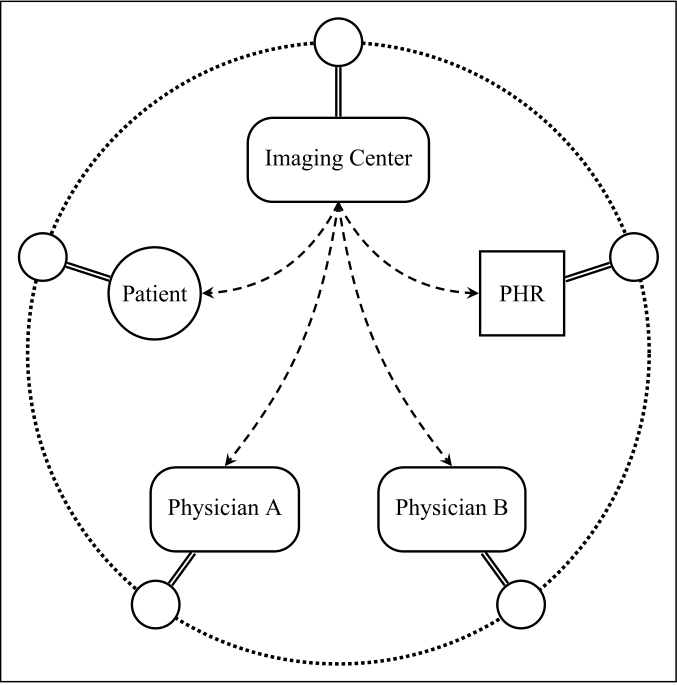 Imaging Center
Patient
PHR
Physician A
Physician B